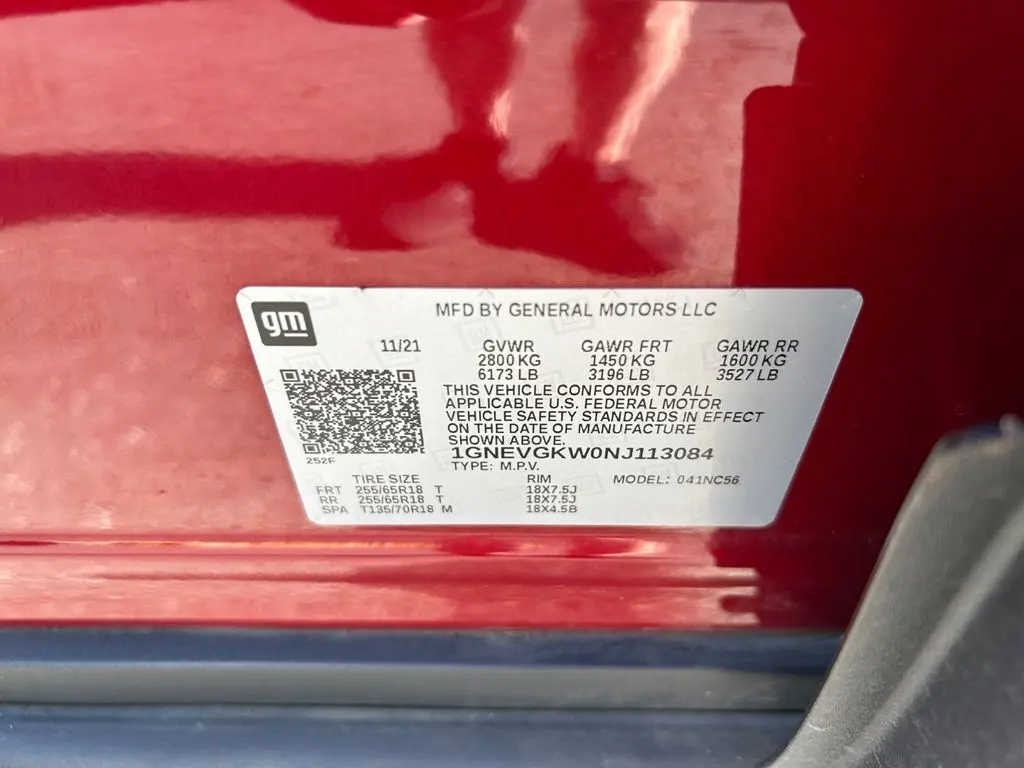 gm
MFD BY GENERAL MOTORS LLC
11/21 GVWR GAWR FRT GAWR RR
2800 KG 1450 KG 1600 KG
6173 LB 3196 LB 3527 LB
THIS VEHICLE CONFORMS TO ALL
APPLICABLE U.S. FEDERAL MOTOR
VEHICLE SAFETY STANDARDS IN EFFECT
ON THE DATE OF MANUFACTURE
SHOWN ABOVE.
252F
1GNEVGKW0NJ113084
TYPE: M.P.V.
TIRE SIZE RIM MODEL: 041NC56
FRT 255/65R18 T 18X7.5J
RR 255/65R18 T 18X7.5J
SPA T135/70R18 M 18X4.5B